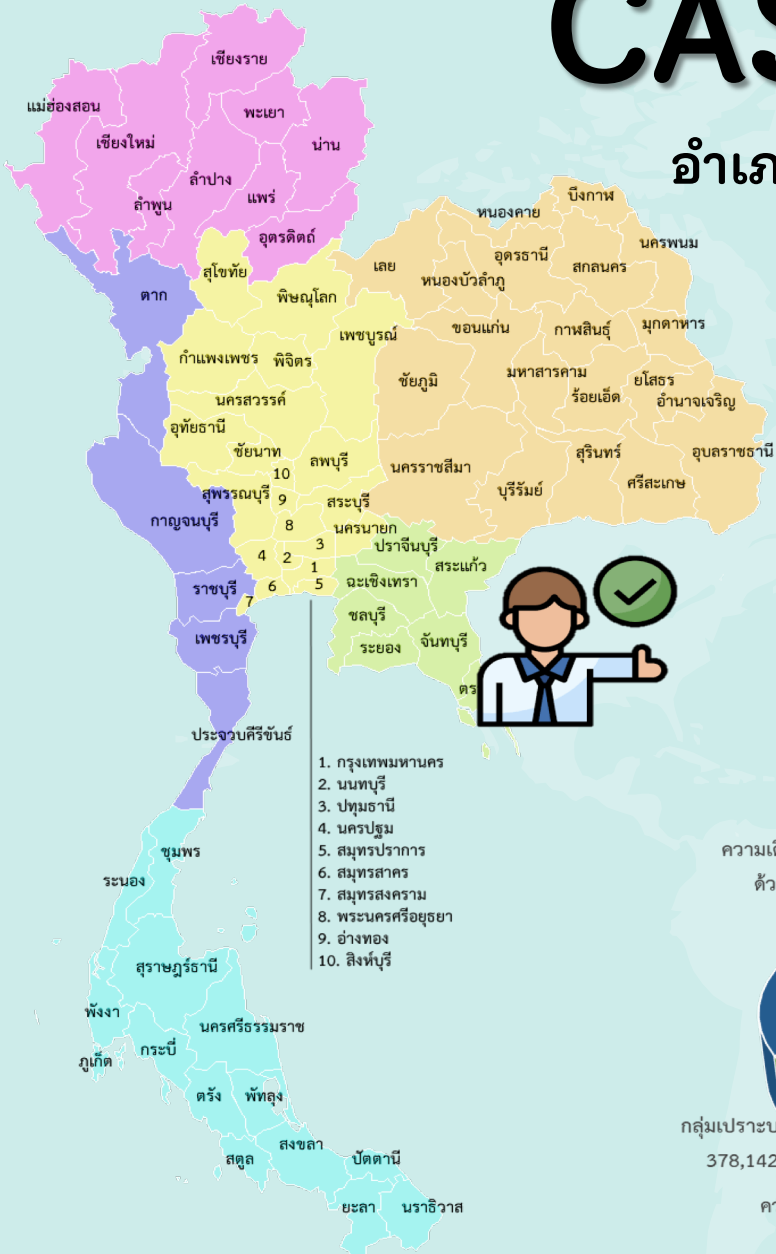 CAS
อำเภ
เชียงราย
แม่ฮ่องสอน
พะเยา
เชียงใหม่
น่าน
ลำปาง
แพร่
ลำพูน
อุตรดิตถ์
บึงกาฬ
หนองคาย
นครพนม
อุดรธานี
สกลนคร
เลย
หนองบัวลำภู
สุโขทัย
ตาก
พิษณุโลก
เพชบูรณ์
ขอนแก่น
กาฬสินธุ์
มุกดาหาร
กำแพงเพชร
พิจิตร
ชัยภูมิ
มหาสารคาม
ยโสธร
ร้อยเอ็ด
อำนาจเจริญ
นครสวรรค์
อุทัยธานี
ชัยนาท
ลพบุรี
นครราชสีมา
สุรินทร์
อุบลราชธานี
ศรีสะเกษ
บุรีรัมย์
10
สุพรรณบุรี
9
สระบุรี
กาญจนบุรี
8
นครนายก
3
ปราจีนบุรี
4
2
1
สระแก้ว
ราชบุรี
6
5
ฉะเชิงเทรา
7
ชลบุรี
เพชรบุรี
ระยอง
จันทบุรี
ตร
ประจวบคีรีขันธ์
1. กรุงเทพมหานคร
2. นนทบุรี
3. ปทุมธานี
4. นครปฐม
5. สมุทรปราการ
6. สมุทรสาคร
7. สมุทรสงคราม
8. พระนครศรีอยุธยา
9. อ่างทอง
10. สิงห์บุรี
ชุมพร
ระนอง
สุราษฎร์ธานี
พังงา
นครศรีธรรมราช
กระบี่
ภูเก็ต
ตรัง
พัทลุง
สงขลา
สตูล
ปัตตานี
ยะลา
นราธิวาส
ความเ
ด้ว
กลุ่มเปราะบ
378,142
คา